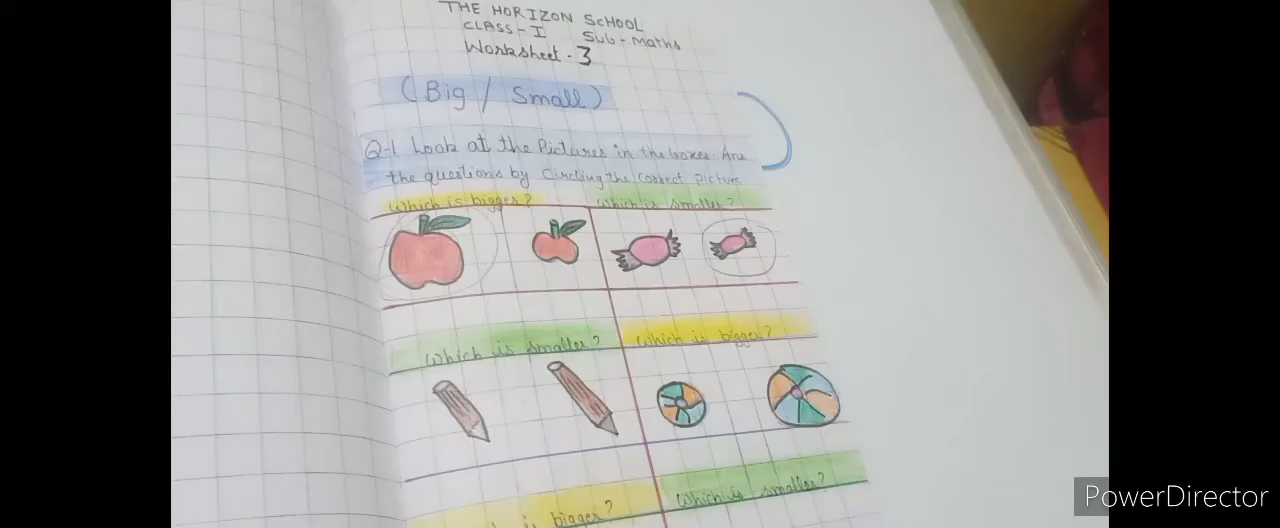 THE HORIZON SCHOOL
CLASS-I Sub-Maths
Worksheet-3
(Big / Small)
Q-1 Look at the Pictures in the boxes. Ans
the questions by Circling the correct picture
Which is bigger? Which is smaller?
Which is smaller? Which is bigger?
is bigger? Which is smaller?
PowerDirector